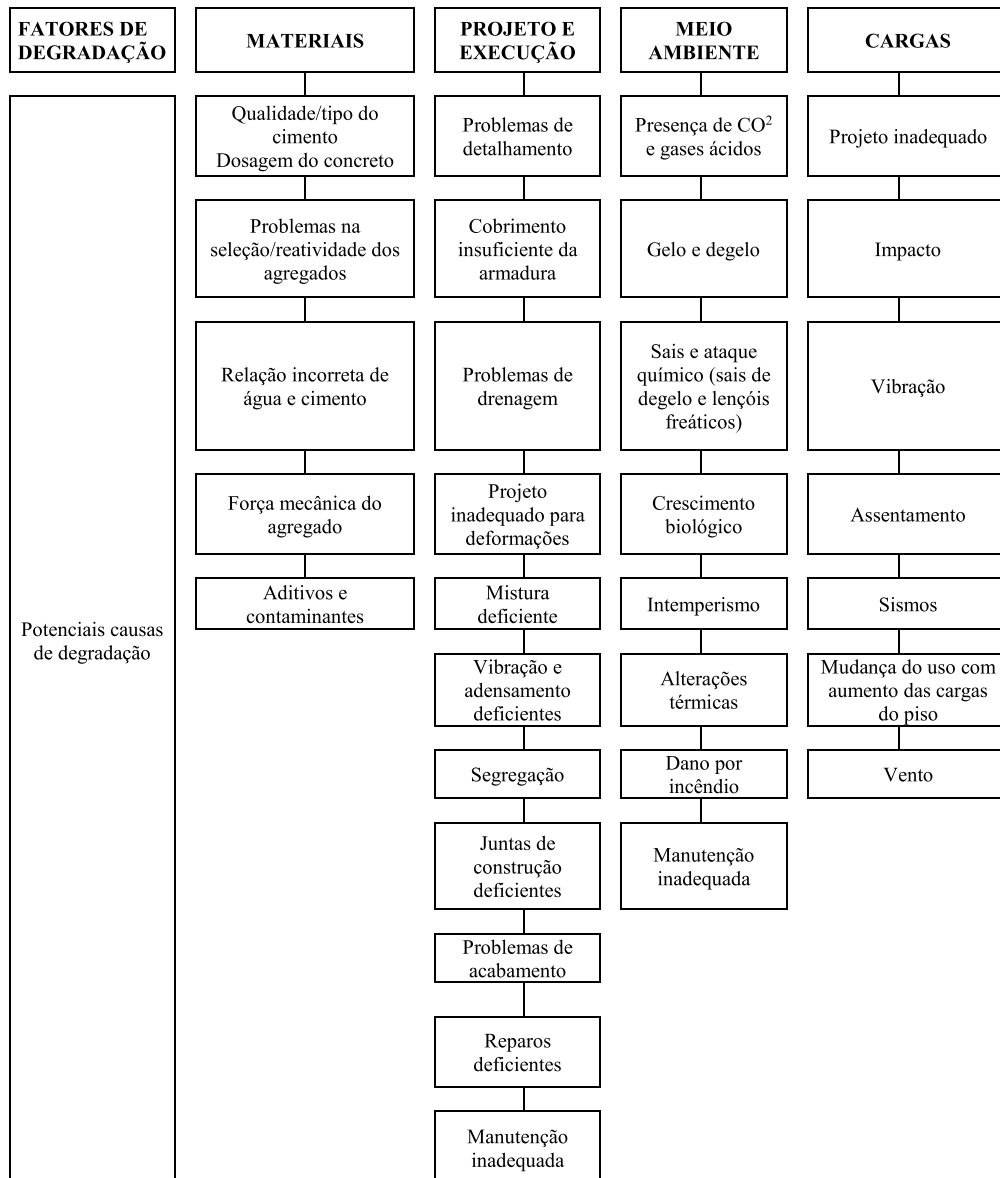 FATORES DE
DEGRADAÇÃO
MATERIAIS
PROJETO E
EXECUÇÃO
MEIO
AMBIENTE
CARGAS
Potenciais causas
de degradação
Qualidade/tipo do
cimento
Dosagem do concreto
Problemas na
seleção/reatividade dos
agregados
Relação incorreta de
água e cimento
Força mecânica do
agregado
Aditivos e
contaminantes
Problemas de
detalhamento
Cobrimento
insuficiente da
armadura
Problemas de
drenagem
Projeto
inadequado para
deformações
Mistura
deficiente
Vibração e
adensamento
deficientes
Segregação
Juntas de
construção
deficientes
Problemas de
acabamento
Reparos
deficientes
Manutenção
inadequada
Presença de CO²
e gases ácidos
Gelo e degelo
Sais e ataque
químico (sais de
degelo e lençóis
freáticos)
Crescimento
biológico
Intemperismo
Alterações
térmicas
Dano por
incêndio
Manutenção
inadequada
Projeto inadequado
Impacto
Vibração
Assentamento
Sismos
Mudança do uso com
aumento das cargas
do piso
Vento